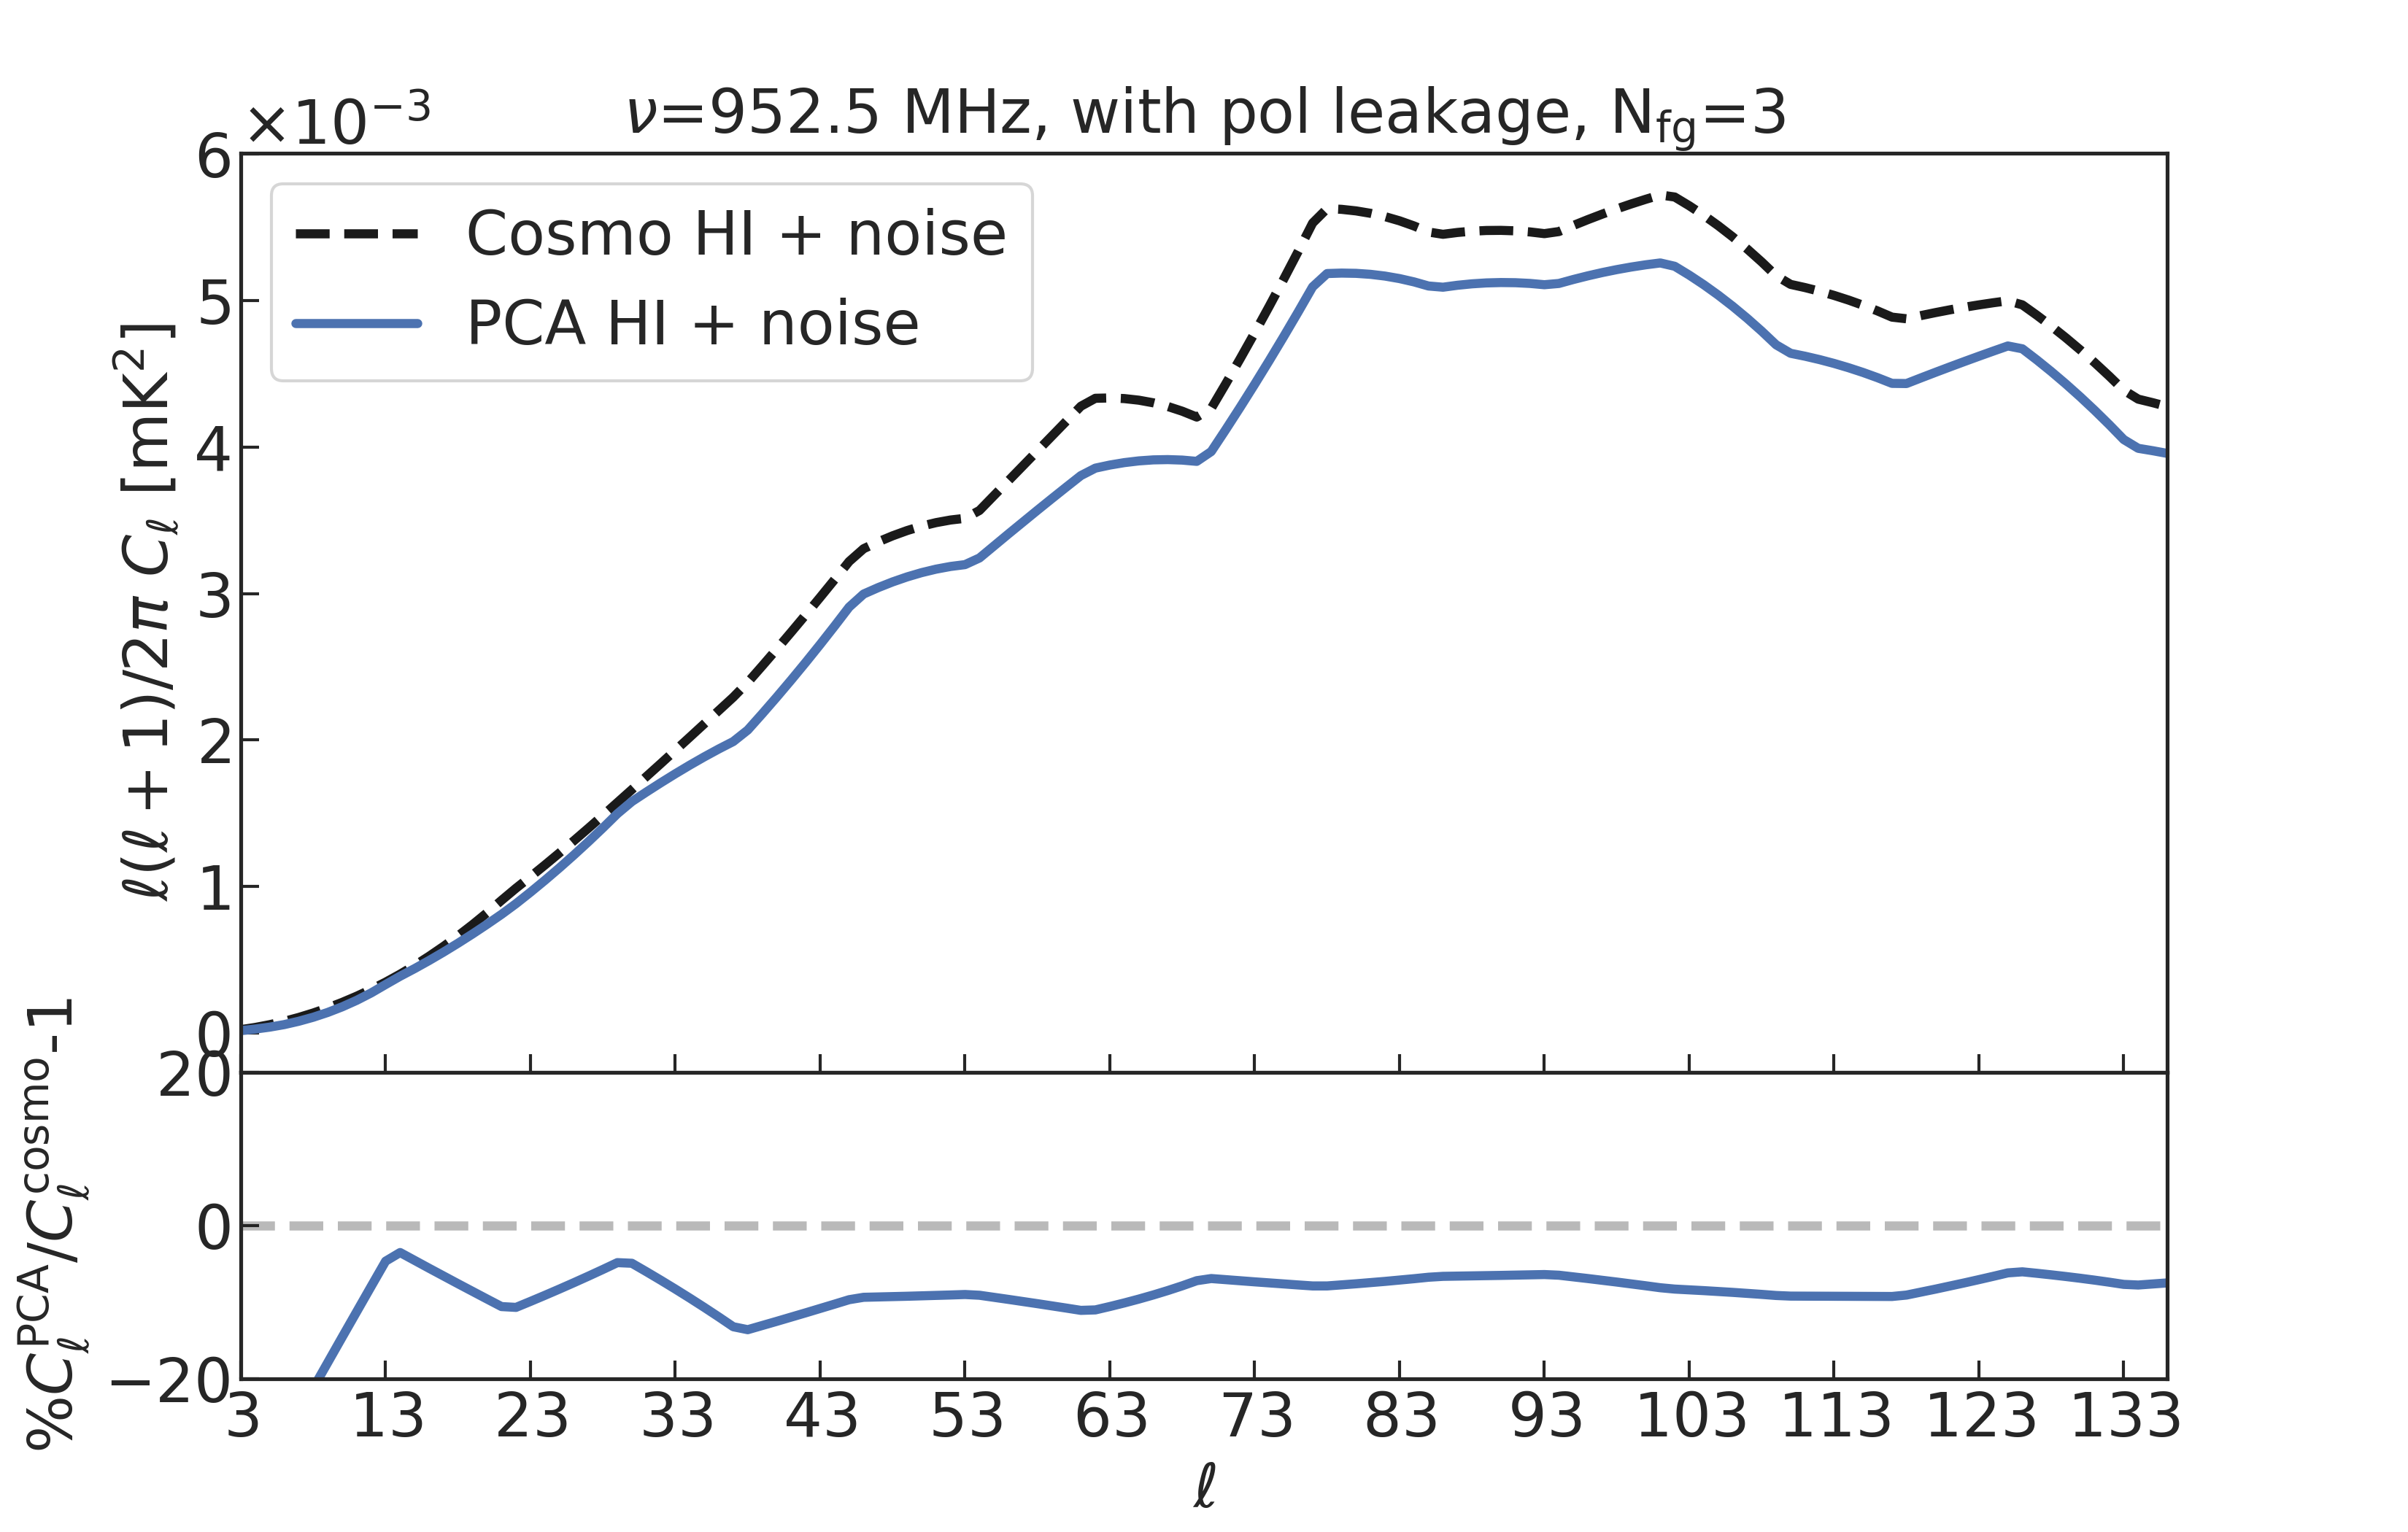 ×10⁻³
ν=952.5 MHz, with pol leakage, N_fg=3
6
5
4
3
2
1
0
ℓ(ℓ+1)/2π C_ℓ [mK²]
Cosmo HI + noise
PCA HI + noise
20
0
−20
%C_ℓ^PCA/C_ℓ^cosmo-1
3 13 23 33 43 53 63 73 83 93 103 113 123 133
ℓ